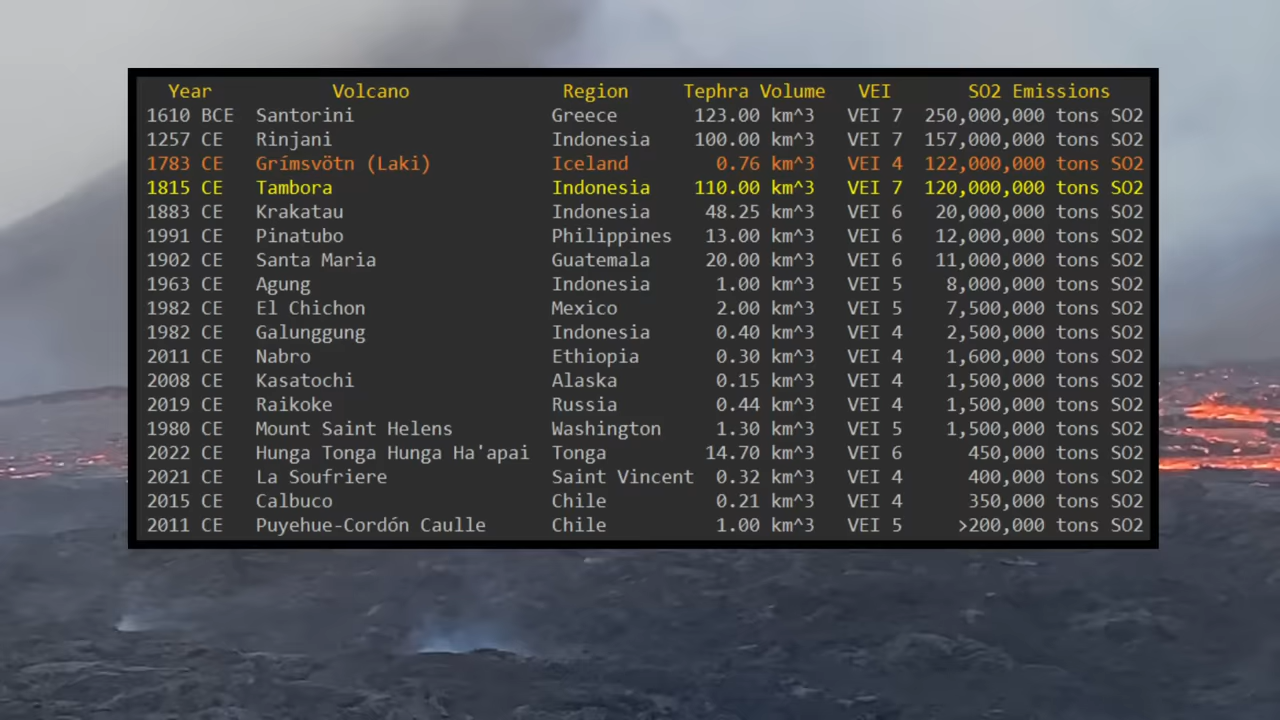 Year Volcano Region Tephra Volume VEI SO2 Emissions
1610 BCE Santorini Greece 123.00 km^3 VEI 7 250,000,000 tons SO2
1257 CE Rinjani Indonesia 100.00 km^3 VEI 7 157,000,000 tons SO2
1783 CE Grímsvötn (Laki) Iceland 0.76 km^3 VEI 4 122,000,000 tons SO2
1815 CE Tambora Indonesia 110.00 km^3 VEI 7 120,000,000 tons SO2
1883 CE Krakatau Indonesia 48.25 km^3 VEI 6 20,000,000 tons SO2
1991 CE Pinatubo Philippines 13.00 km^3 VEI 6 12,000,000 tons SO2
1902 CE Santa Maria Guatemala 20.00 km^3 VEI 6 11,000,000 tons SO2
1963 CE Agung Indonesia 1.00 km^3 VEI 5 8,000,000 tons SO2
1982 CE El Chichon Mexico 2.00 km^3 VEI 5 7,500,000 tons SO2
1982 CE Galunggung Indonesia 0.40 km^3 VEI 4 2,500,000 tons SO2
2011 CE Nabro Ethiopia 0.30 km^3 VEI 4 1,600,000 tons SO2
2008 CE Kasatochi Alaska 0.15 km^3 VEI 4 1,500,000 tons SO2
2019 CE Raikoke Russia 0.44 km^3 VEI 4 1,500,000 tons SO2
1980 CE Mount Saint Helens Washington 1.30 km^3 VEI 5 1,500,000 tons SO2
2022 CE Hunga Tonga Hunga Ha'apai Tonga 14.70 km^3 VEI 6 450,000 tons SO2
2021 CE La Soufriere Saint Vincent 0.32 km^3 VEI 4 400,000 tons SO2
2015 CE Calbuco Chile 0.21 km^3 VEI 4 350,000 tons SO2
2011 CE Puyehue-Cordón Caulle Chile 1.00 km^3 VEI 5 >200,000 tons SO2